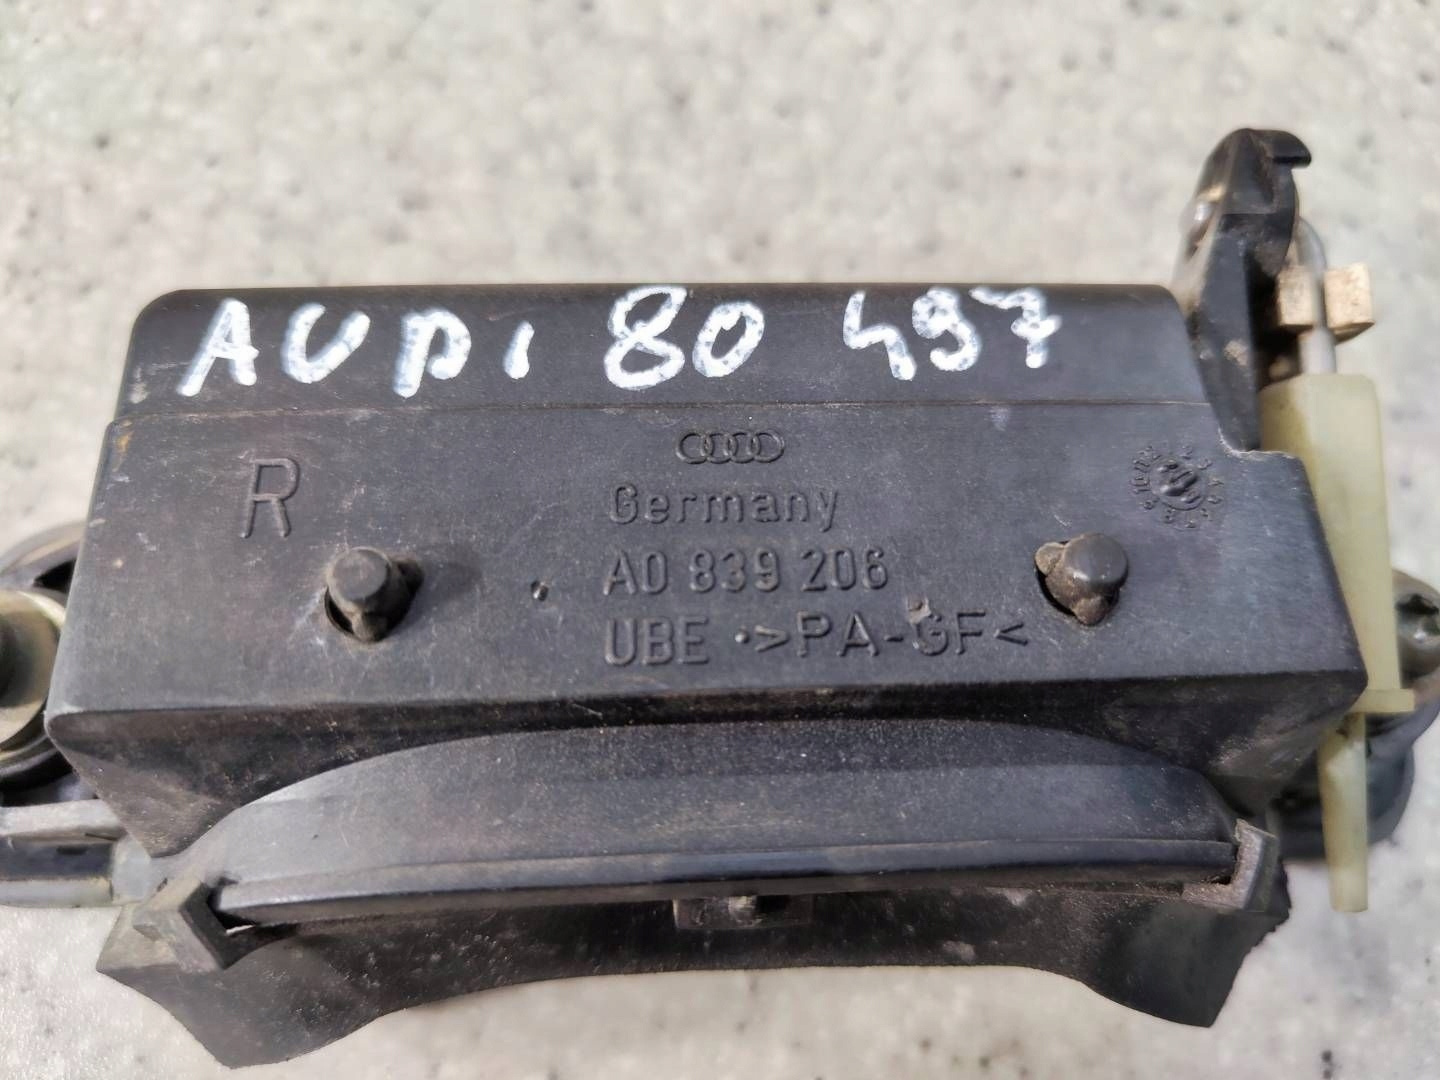 AUDI 80 497
R
Germany
A0 839 206
UBE >PA-GF<